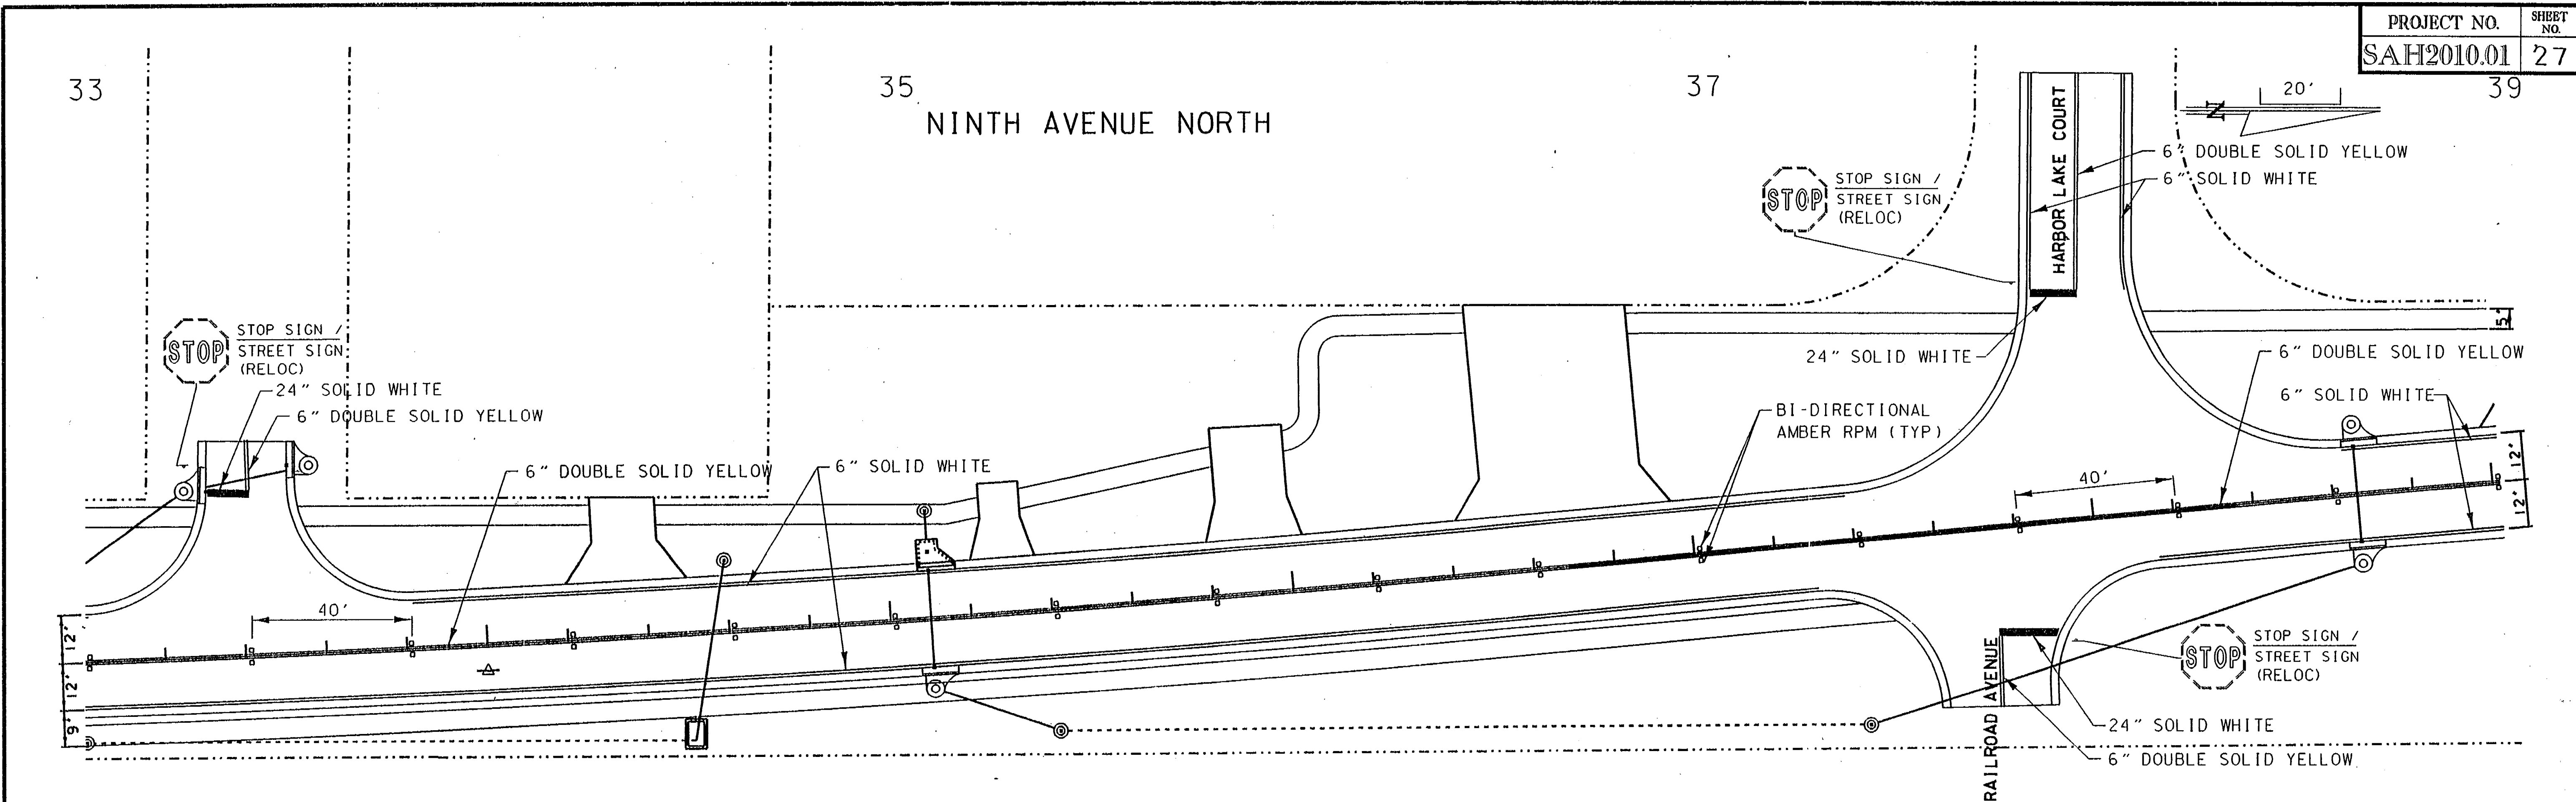 PROJECT NO.
SHEET NO.
SAH2010.01
27
33
35
37
39
NINTH AVENUE NORTH
20'
N
HARBOR LAKE COURT
6" DOUBLE SOLID YELLOW
6" SOLID WHITE
STOP
STOP SIGN /
STREET SIGN
(RELOC)
24" SOLID WHITE
5'
STOP
STOP SIGN /
STREET SIGN
(RELOC)
24" SOLID WHITE
6" DOUBLE SOLID YELLOW
6" DOUBLE SOLID YELLOW
6" SOLID WHITE
BI-DIRECTIONAL
AMBER RPM (TYP)
6" DOUBLE SOLID YELLOW
6" SOLID WHITE
40'
12'
12'
40'
12'
12'
9'
RAILROAD AVENUE
STOP
STOP SIGN /
STREET SIGN
(RELOC)
24" SOLID WHITE
6" DOUBLE SOLID YELLOW